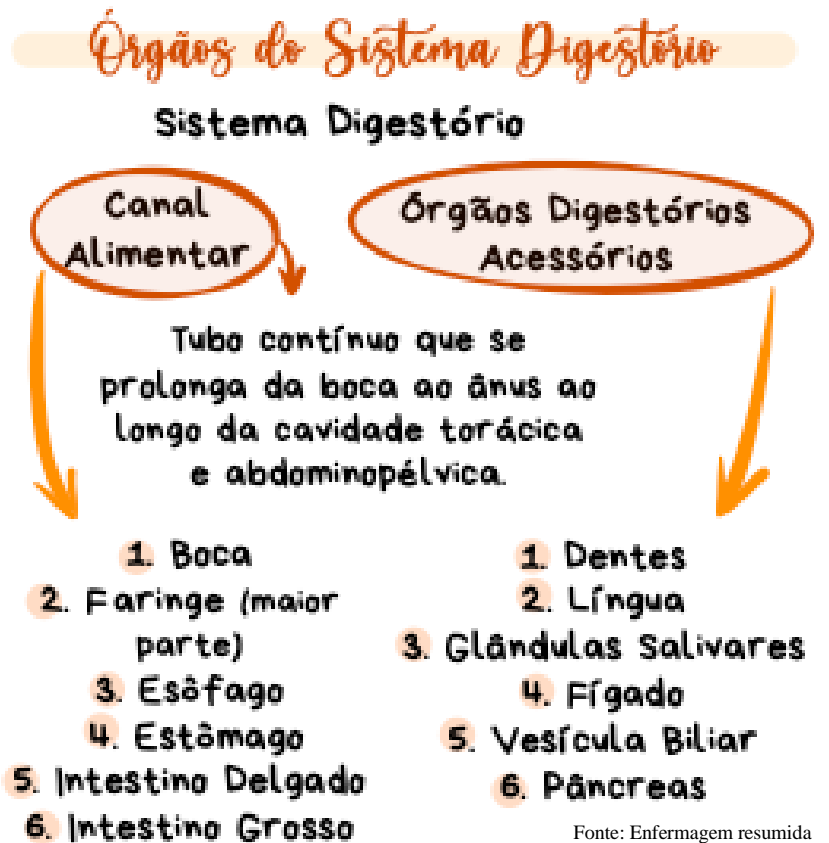 Órgãos do Sistema Digestório
Sistema Digestório
Canal
Alimentar
Órgãos Digestórios
Acessórios
Tubo contínuo que se
prolonga da boca ao ânus ao
longo da cavidade torácica
e abdominopélvica.
1. Boca
2. Faringe (maior
parte)
3. Esôfago
4. Estômago
5. Intestino Delgado
6. Intestino Grosso
1. Dentes
2. Língua
3. Glândulas Salivares
4. Fígado
5. Vesícula Biliar
6. Pâncreas
Fonte: Enfermagem resumida